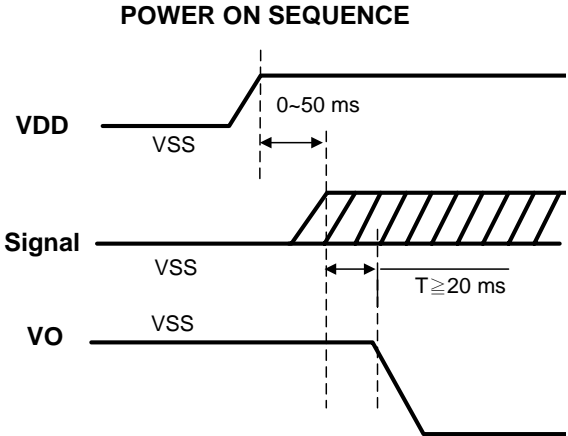 POWER ON SEQUENCE
0~50 ms
VDD
VSS
Signal
VSS
T≧20 ms
VSS
VO